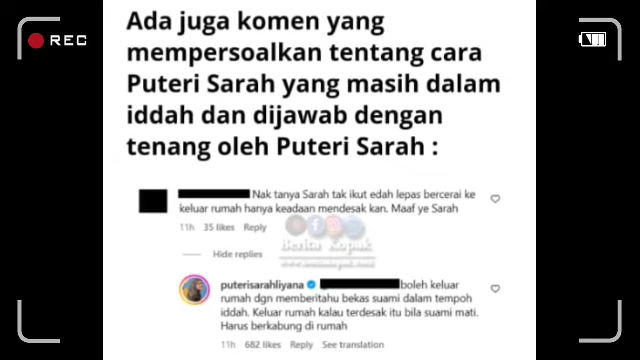 REC
Ada juga komen yang
mempersoalkan tentang cara
Puteri Sarah yang masih dalam
iddah dan dijawab dengan
tenang oleh Puteri Sarah :
Nak tanya Sarah tak ikut edah lepas bercerai ke
keluar rumah hanya keadaan mendesak kan. Maaf ye Sarah
11h 35 likes Reply
Hide replies
Berita Kopak
puterisarahliyana boleh keluar
rumah dgn memberitahu bekas suami dalam tempoh
iddah. Keluar rumah kalau terdesak itu bila suami mati.
Harus berkabung di rumah
11h 682 likes Reply See translation